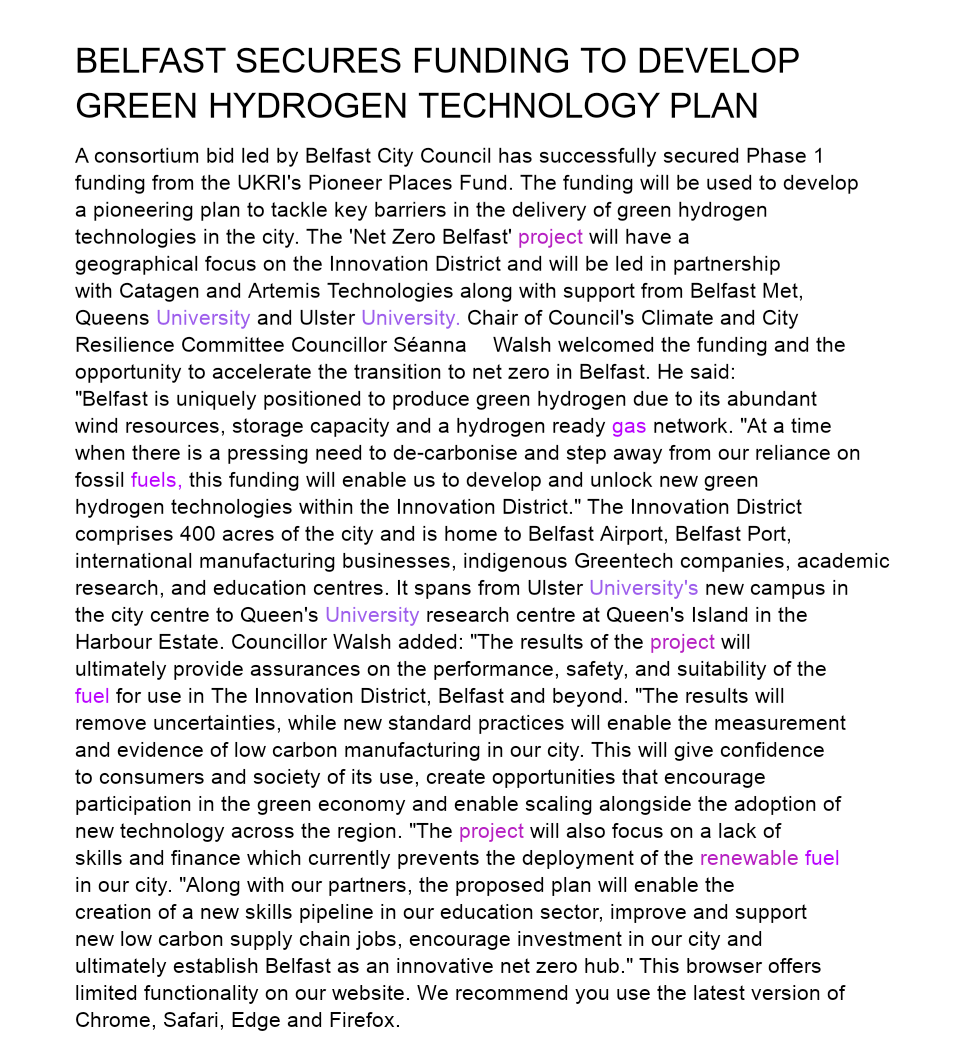 BELFAST SECURES FUNDING TO DEVELOP
GREEN HYDROGEN TECHNOLOGY PLAN
A consortium bid led by Belfast City Council has successfully secured Phase 1
funding from the UKRI's Pioneer Places Fund. The funding will be used to develop
a pioneering plan to tackle key barriers in the delivery of green hydrogen
technologies in the city. The 'Net Zero Belfast' project will have a
geographical focus on the Innovation District and will be led in partnership
with Catagen and Artemis Technologies along with support from Belfast Met,
Queens University and Ulster University. Chair of Council's Climate and City
Resilience Committee Councillor Séanna Walsh welcomed the funding and the
opportunity to accelerate the transition to net zero in Belfast. He said:
"Belfast is uniquely positioned to produce green hydrogen due to its abundant
wind resources, storage capacity and a hydrogen ready gas network. "At a time
when there is a pressing need to de-carbonise and step away from our reliance on
fossil fuels, this funding will enable us to develop and unlock new green
hydrogen technologies within the Innovation District." The Innovation District
comprises 400 acres of the city and is home to Belfast Airport, Belfast Port,
international manufacturing businesses, indigenous Greentech companies, academic
research, and education centres. It spans from Ulster University's new campus in
the city centre to Queen's University research centre at Queen's Island in the
Harbour Estate. Councillor Walsh added: "The results of the project will
ultimately provide assurances on the performance, safety, and suitability of the
fuel for use in The Innovation District, Belfast and beyond. "The results will
remove uncertainties, while new standard practices will enable the measurement
and evidence of low carbon manufacturing in our city. This will give confidence
to consumers and society of its use, create opportunities that encourage
participation in the green economy and enable scaling alongside the adoption of
new technology across the region. "The project will also focus on a lack of
skills and finance which currently prevents the deployment of the renewable fuel
in our city. "Along with our partners, the proposed plan will enable the
creation of a new skills pipeline in our education sector, improve and support
new low carbon supply chain jobs, encourage investment in our city and
ultimately establish Belfast as an innovative net zero hub." This browser offers
limited functionality on our website. We recommend you use the latest version of
Chrome, Safari, Edge and Firefox.